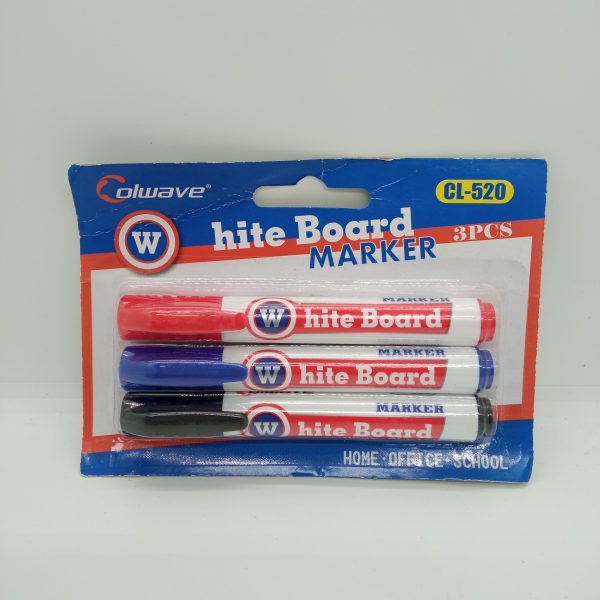 Colwave®
CL-520
W hite Board
MARKER
3PCS
MARKER
W hite Board
MARKER
W hite Board
MARKER
W hite Board
HOME·OFFICE·SCHOOL